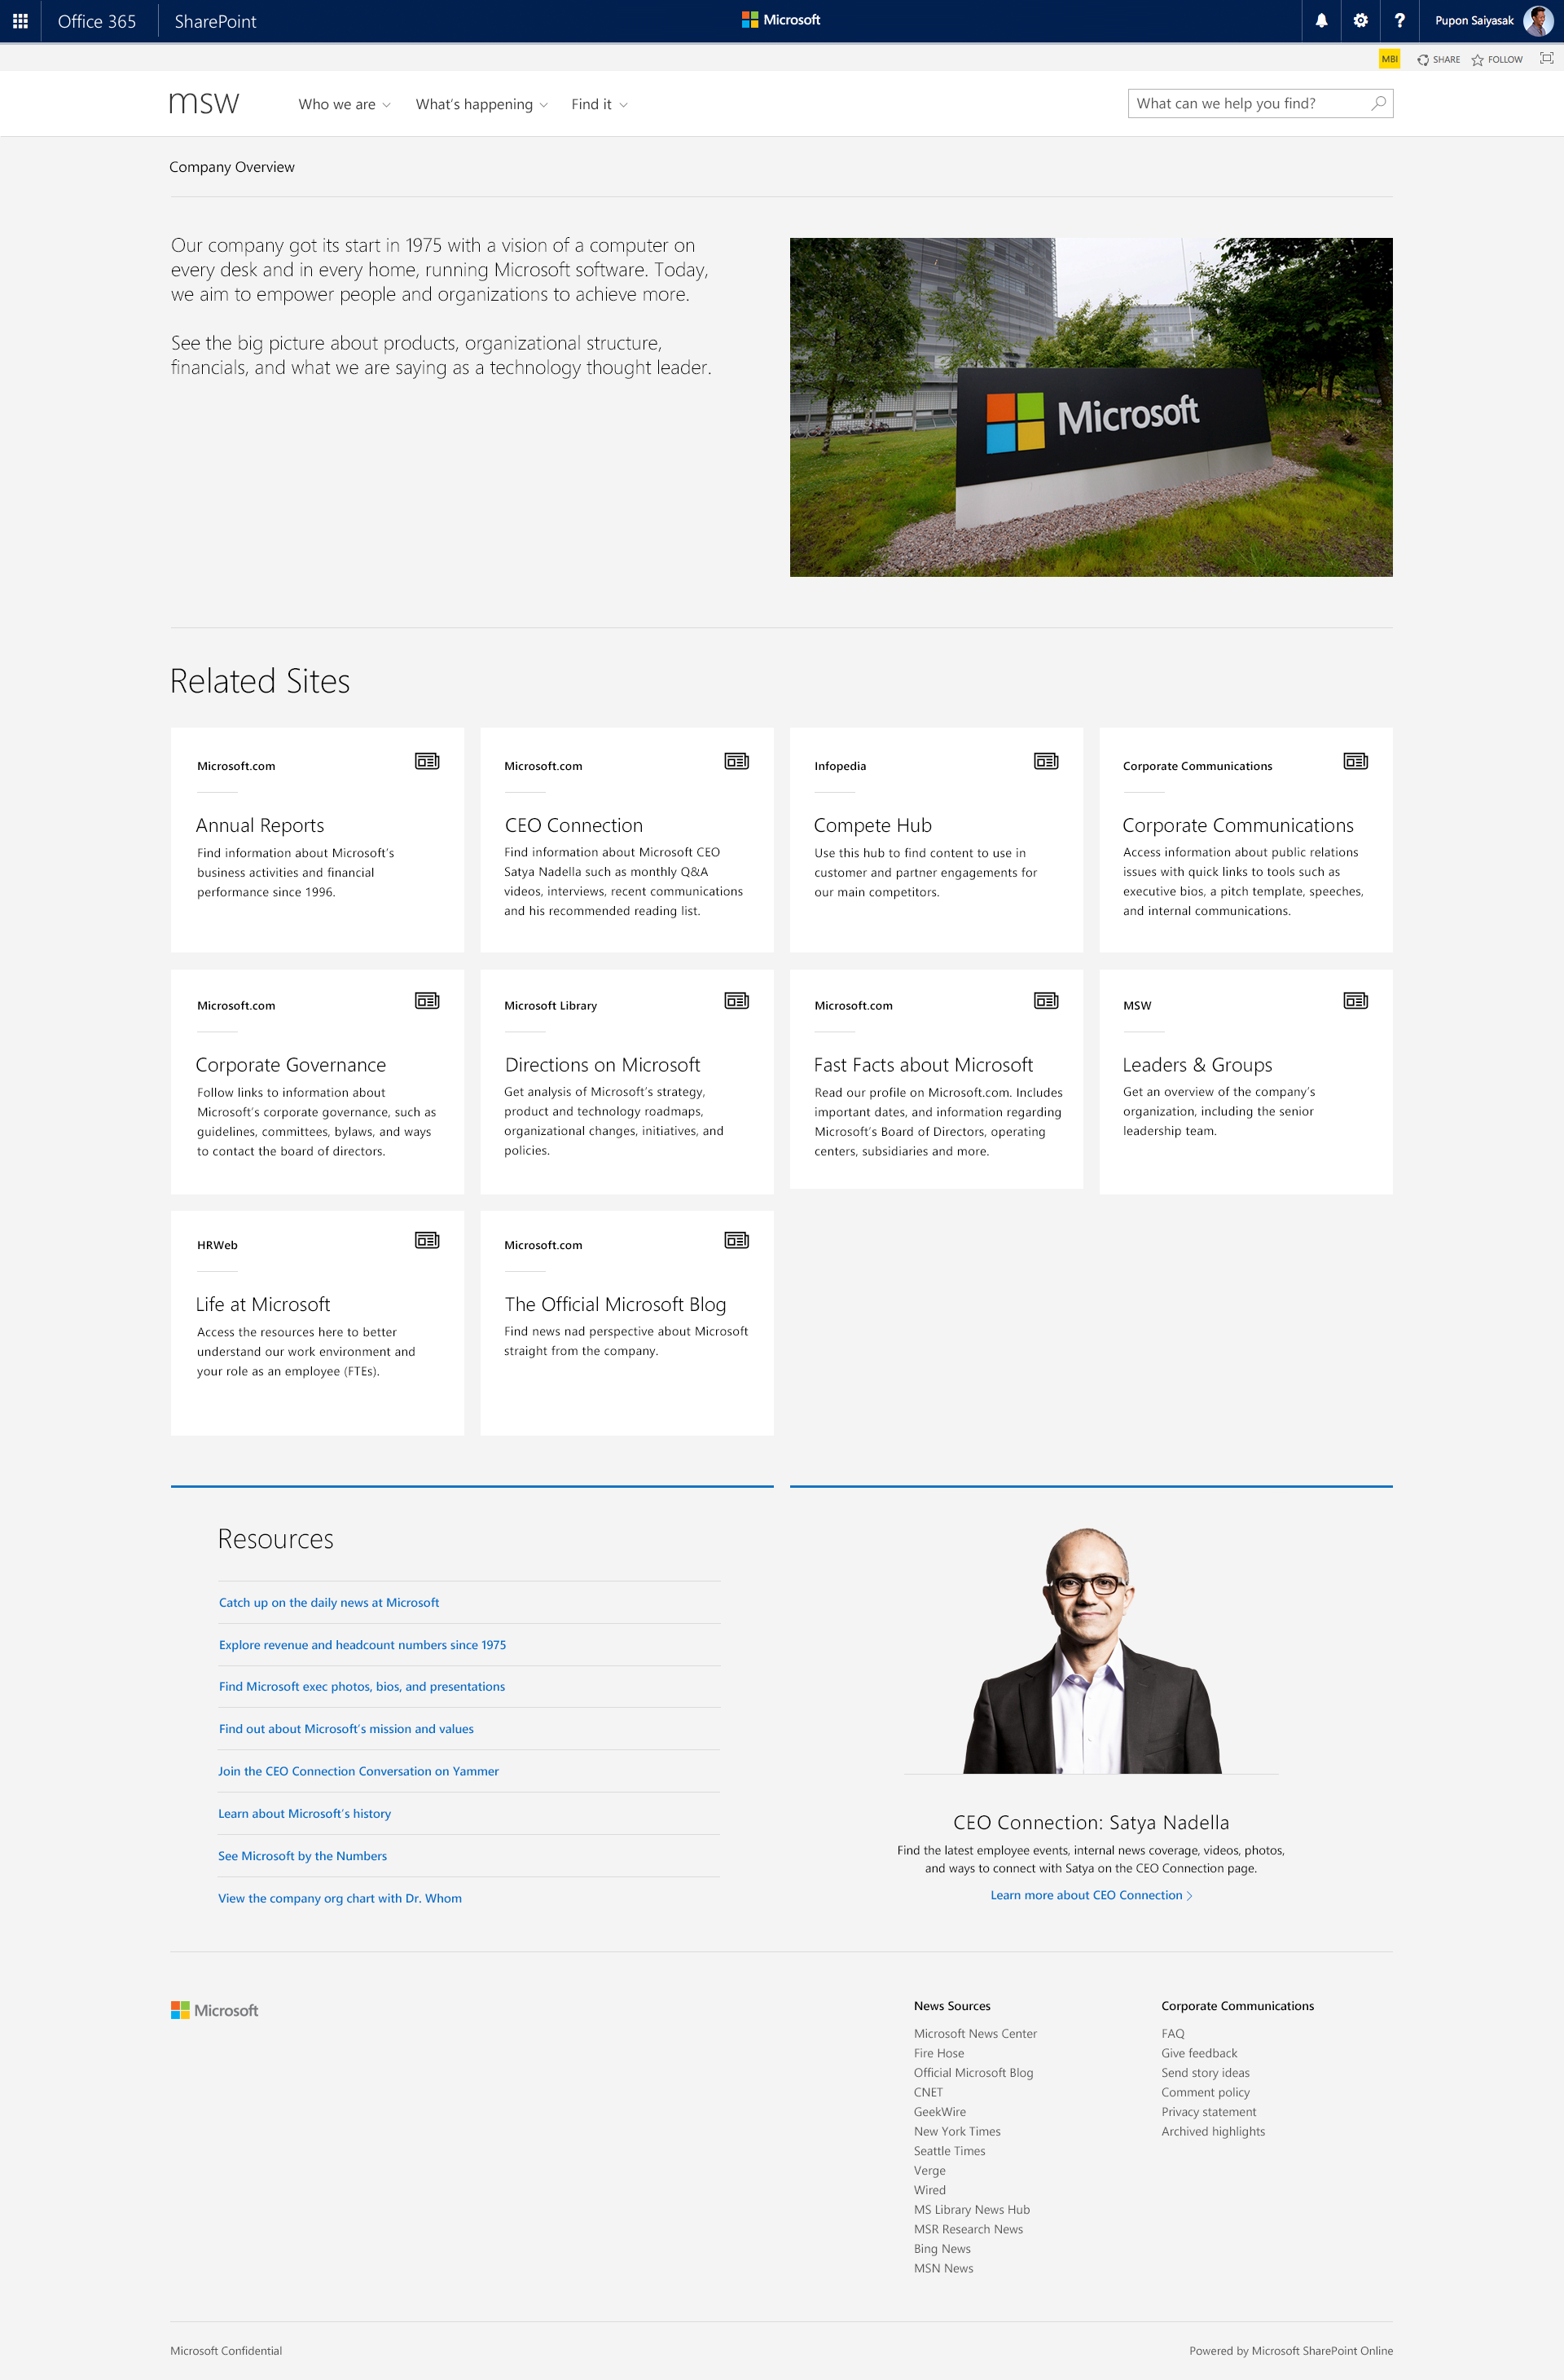 Office 365
SharePoint
Microsoft
?
Pupon Saiyasak
MBI
SHARE
FOLLOW
msw
Who we are
What's happening
Find it
What can we help you find?
Company Overview
Our company got its start in 1975 with a vision of a computer on
every desk and in every home, running Microsoft software. Today,
we aim to empower people and organizations to achieve more.
See the big picture about products, organizational structure,
financials, and what we are saying as a technology thought leader.
Microsoft
Related Sites
Microsoft.com
Annual Reports
Find information about Microsoft's
business activities and financial
performance since 1996.
Microsoft.com
CEO Connection
Find information about Microsoft CEO
Satya Nadella such as monthly Q&A
videos, interviews, recent communications
and his recommended reading list.
Infopedia
Compete Hub
Use this hub to find content to use in
customer and partner engagements for
our main competitors.
Corporate Communications
Corporate Communications
Access information about public relations
issues with quick links to tools such as
executive bios, a pitch template, speeches,
and internal communications.
Microsoft.com
Corporate Governance
Follow links to information about
Microsoft's corporate governance, such as
guidelines, committees, bylaws, and ways
to contact the board of directors.
Microsoft Library
Directions on Microsoft
Get analysis of Microsoft's strategy,
product and technology roadmaps,
organizational changes, initiatives, and
policies.
Microsoft.com
Fast Facts about Microsoft
Read our profile on Microsoft.com. Includes
important dates, and information regarding
Microsoft's Board of Directors, operating
centers, subsidiaries and more.
MSW
Leaders & Groups
Get an overview of the company's
organization, including the senior
leadership team.
HRWeb
Life at Microsoft
Access the resources here to better
understand our work environment and
your role as an employee (FTEs).
Microsoft.com
The Official Microsoft Blog
Find news nad perspective about Microsoft
straight from the company.
Resources
Catch up on the daily news at Microsoft
Explore revenue and headcount numbers since 1975
Find Microsoft exec photos, bios, and presentations
Find out about Microsoft's mission and values
Join the CEO Connection Conversation on Yammer
Learn about Microsoft's history
See Microsoft by the Numbers
View the company org chart with Dr. Whom
CEO Connection: Satya Nadella
Find the latest employee events, internal news coverage, videos, photos,
and ways to connect with Satya on the CEO Connection page.
Learn more about CEO Connection
Microsoft
News Sources
Microsoft News Center
Fire Hose
Official Microsoft Blog
CNET
GeekWire
New York Times
Seattle Times
Verge
Wired
MS Library News Hub
MSR Research News
Bing News
MSN News
Corporate Communications
FAQ
Give feedback
Send story ideas
Comment policy
Privacy statement
Archived highlights
Microsoft Confidential
Powered by Microsoft SharePoint Online